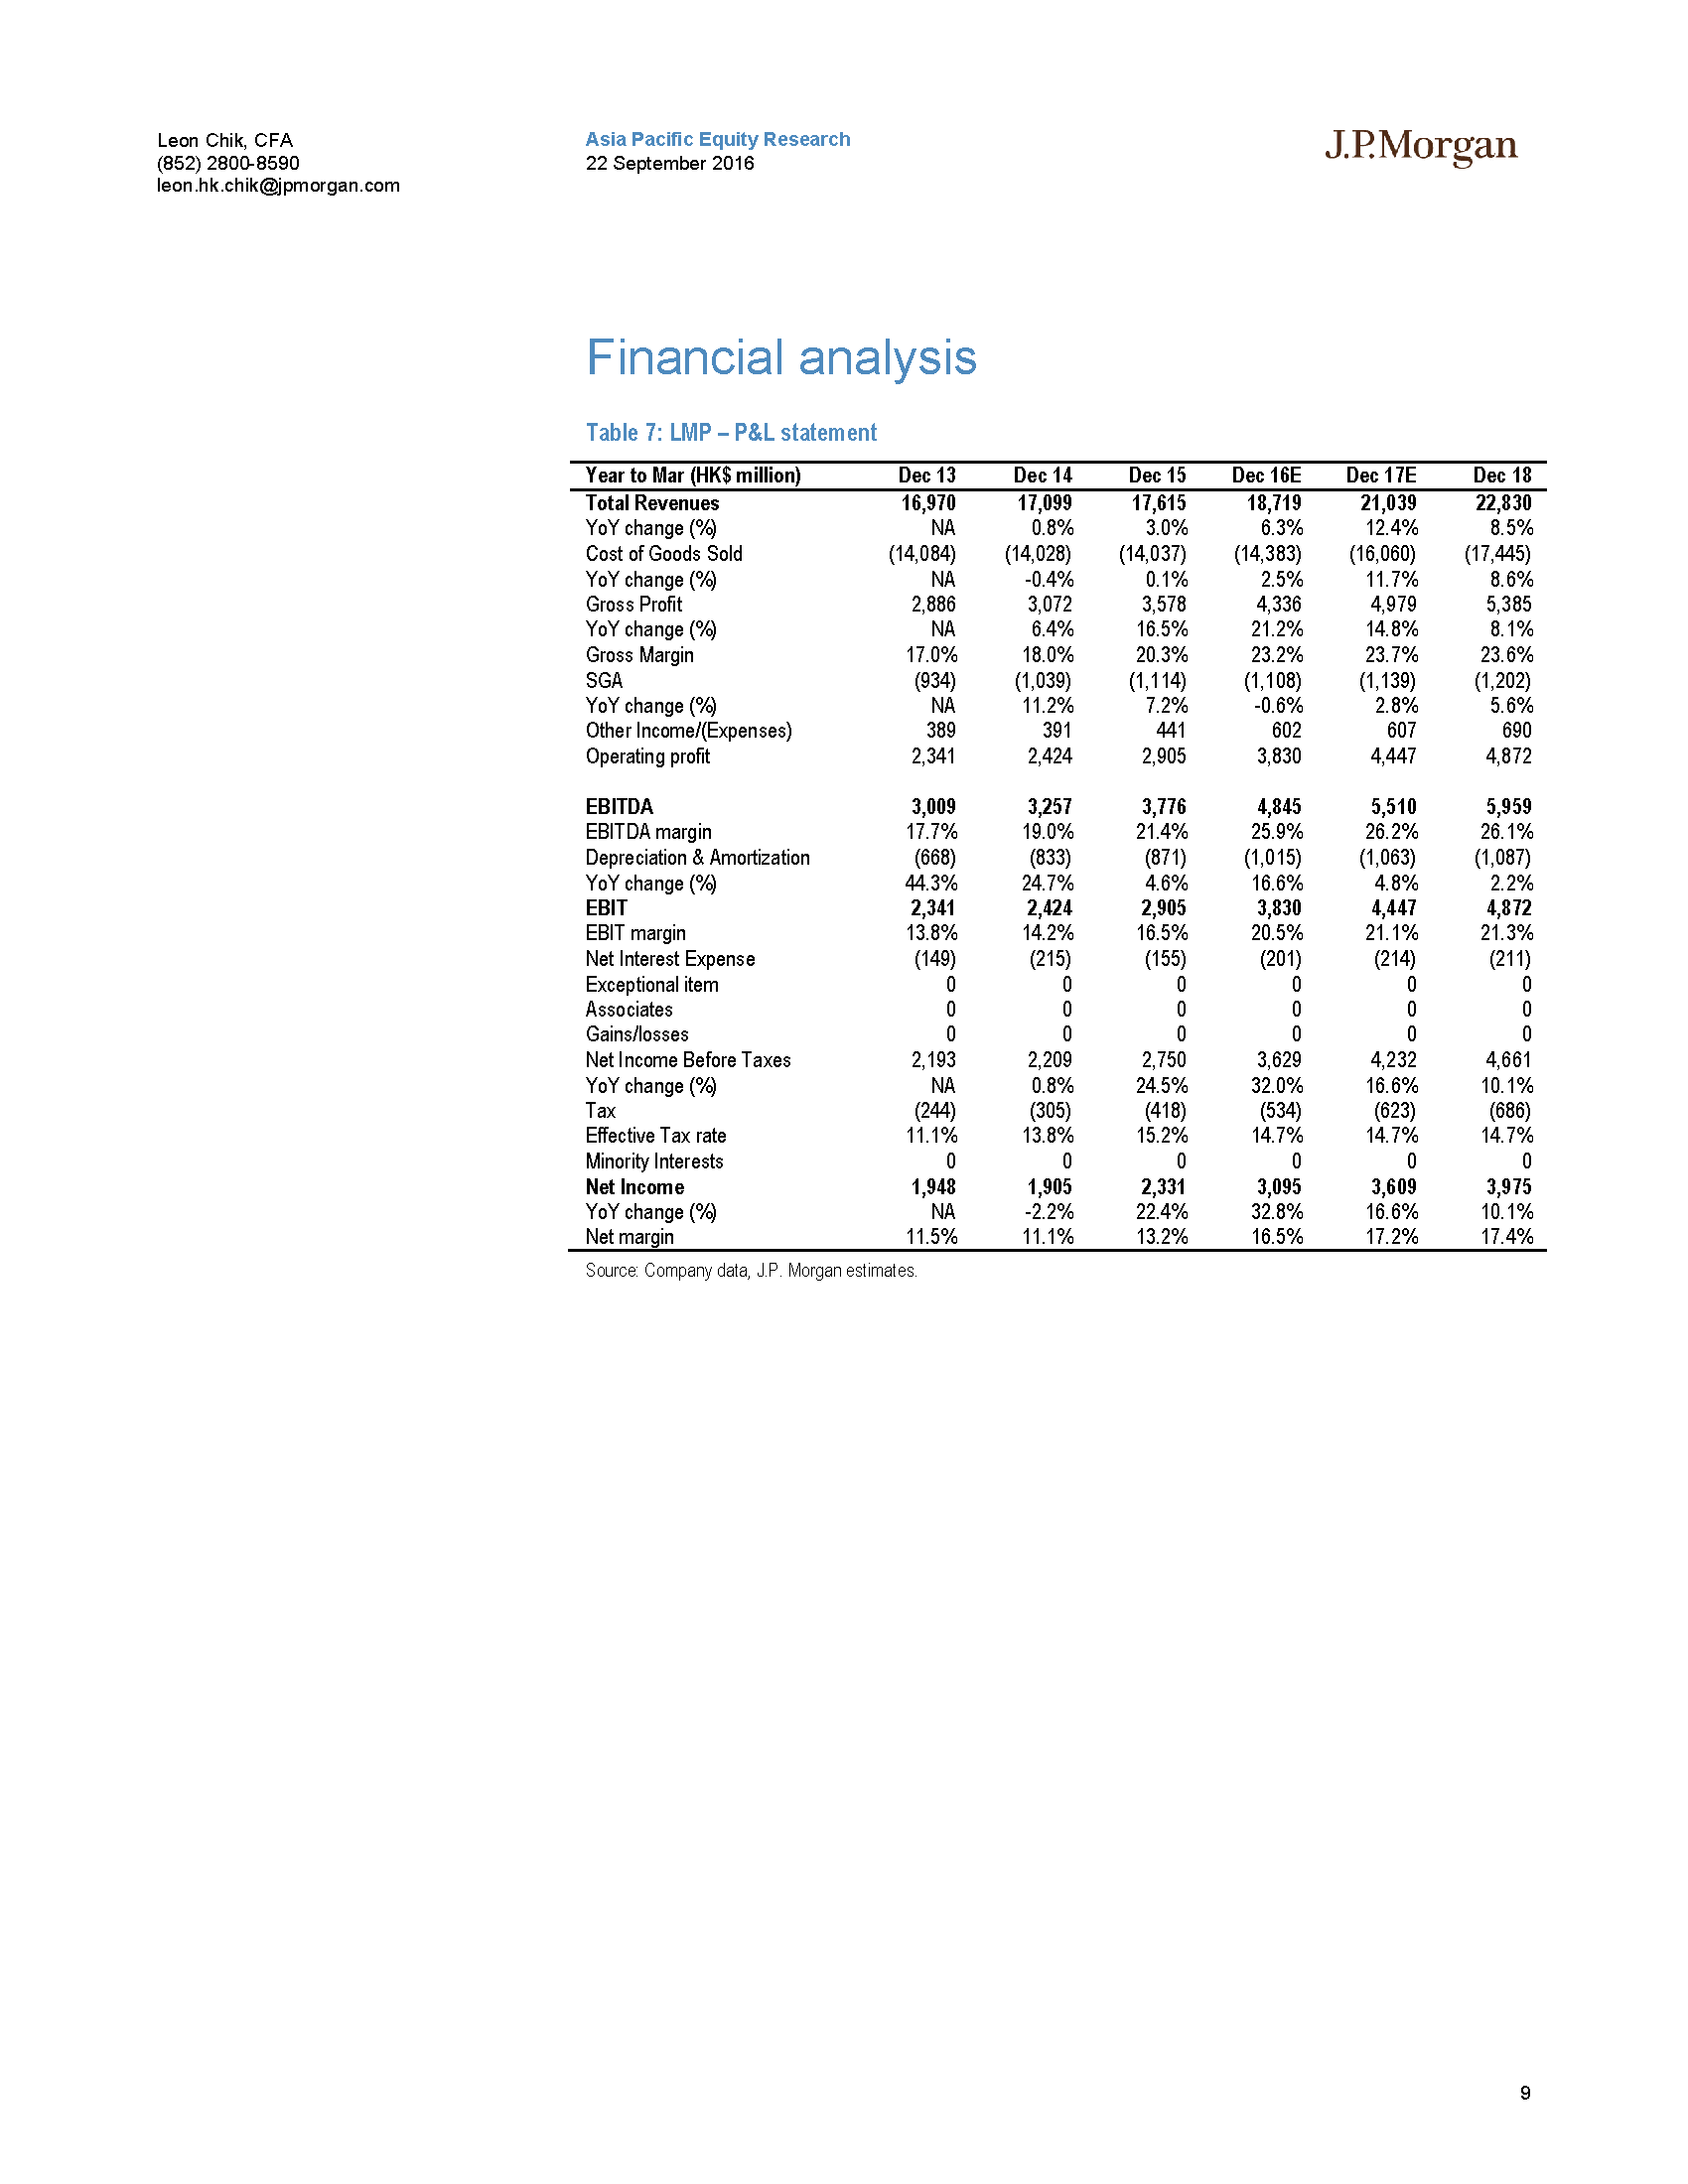 Leon Chik, CFA
(852) 2800-8590
leon.hk.chik@jpmorgan.com
Asia Pacific Equity Research
22 September 2016
J.P.Morgan
Financial analysis
Table 7: LMP – P&L statement
Year to Mar (HK$ million) Dec 13 Dec 14 Dec 15 Dec 16E Dec 17E Dec 18
Total Revenues 16,970 17,099 17,615 18,719 21,039 22,830
YoY change (%) NA 0.8% 3.0% 6.3% 12.4% 8.5%
Cost of Goods Sold (14,084) (14,028) (14,037) (14,383) (16,060) (17,445)
YoY change (%) NA -0.4% 0.1% 2.5% 11.7% 8.6%
Gross Profit 2,886 3,072 3,578 4,336 4,979 5,385
YoY change (%) NA 6.4% 16.5% 21.2% 14.8% 8.1%
Gross Margin 17.0% 18.0% 20.3% 23.2% 23.7% 23.6%
SGA (934) (1,039) (1,114) (1,108) (1,139) (1,202)
YoY change (%) NA 11.2% 7.2% -0.6% 2.8% 5.6%
Other Income/(Expenses) 389 391 441 602 607 690
Operating profit 2,341 2,424 2,905 3,830 4,447 4,872
EBITDA 3,009 3,257 3,776 4,845 5,510 5,959
EBITDA margin 17.7% 19.0% 21.4% 25.9% 26.2% 26.1%
Depreciation & Amortization (668) (833) (871) (1,015) (1,063) (1,087)
YoY change (%) 44.3% 24.7% 4.6% 16.6% 4.8% 2.2%
EBIT 2,341 2,424 2,905 3,830 4,447 4,872
EBIT margin 13.8% 14.2% 16.5% 20.5% 21.1% 21.3%
Net Interest Expense (149) (215) (155) (201) (214) (211)
Exceptional item 0 0 0 0 0 0
Associates 0 0 0 0 0 0
Gains/losses 0 0 0 0 0 0
Net Income Before Taxes 2,193 2,209 2,750 3,629 4,232 4,661
YoY change (%) NA 0.8% 24.5% 32.0% 16.6% 10.1%
Tax (244) (305) (418) (534) (623) (686)
Effective Tax rate 11.1% 13.8% 15.2% 14.7% 14.7% 14.7%
Minority Interests 0 0 0 0 0 0
Net Income 1,948 1,905 2,331 3,095 3,609 3,975
YoY change (%) NA -2.2% 22.4% 32.8% 16.6% 10.1%
Net margin 11.5% 11.1% 13.2% 16.5% 17.2% 17.4%
Source: Company data, J.P. Morgan estimates.
9